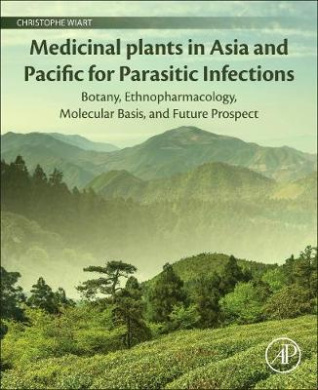 CHRISTOPHE WIART
Medicinal plants in Asia and
Pacific for Parasitic Infections
Botany, Ethnopharmacology,
Molecular Basis, and Future Prospect
AP